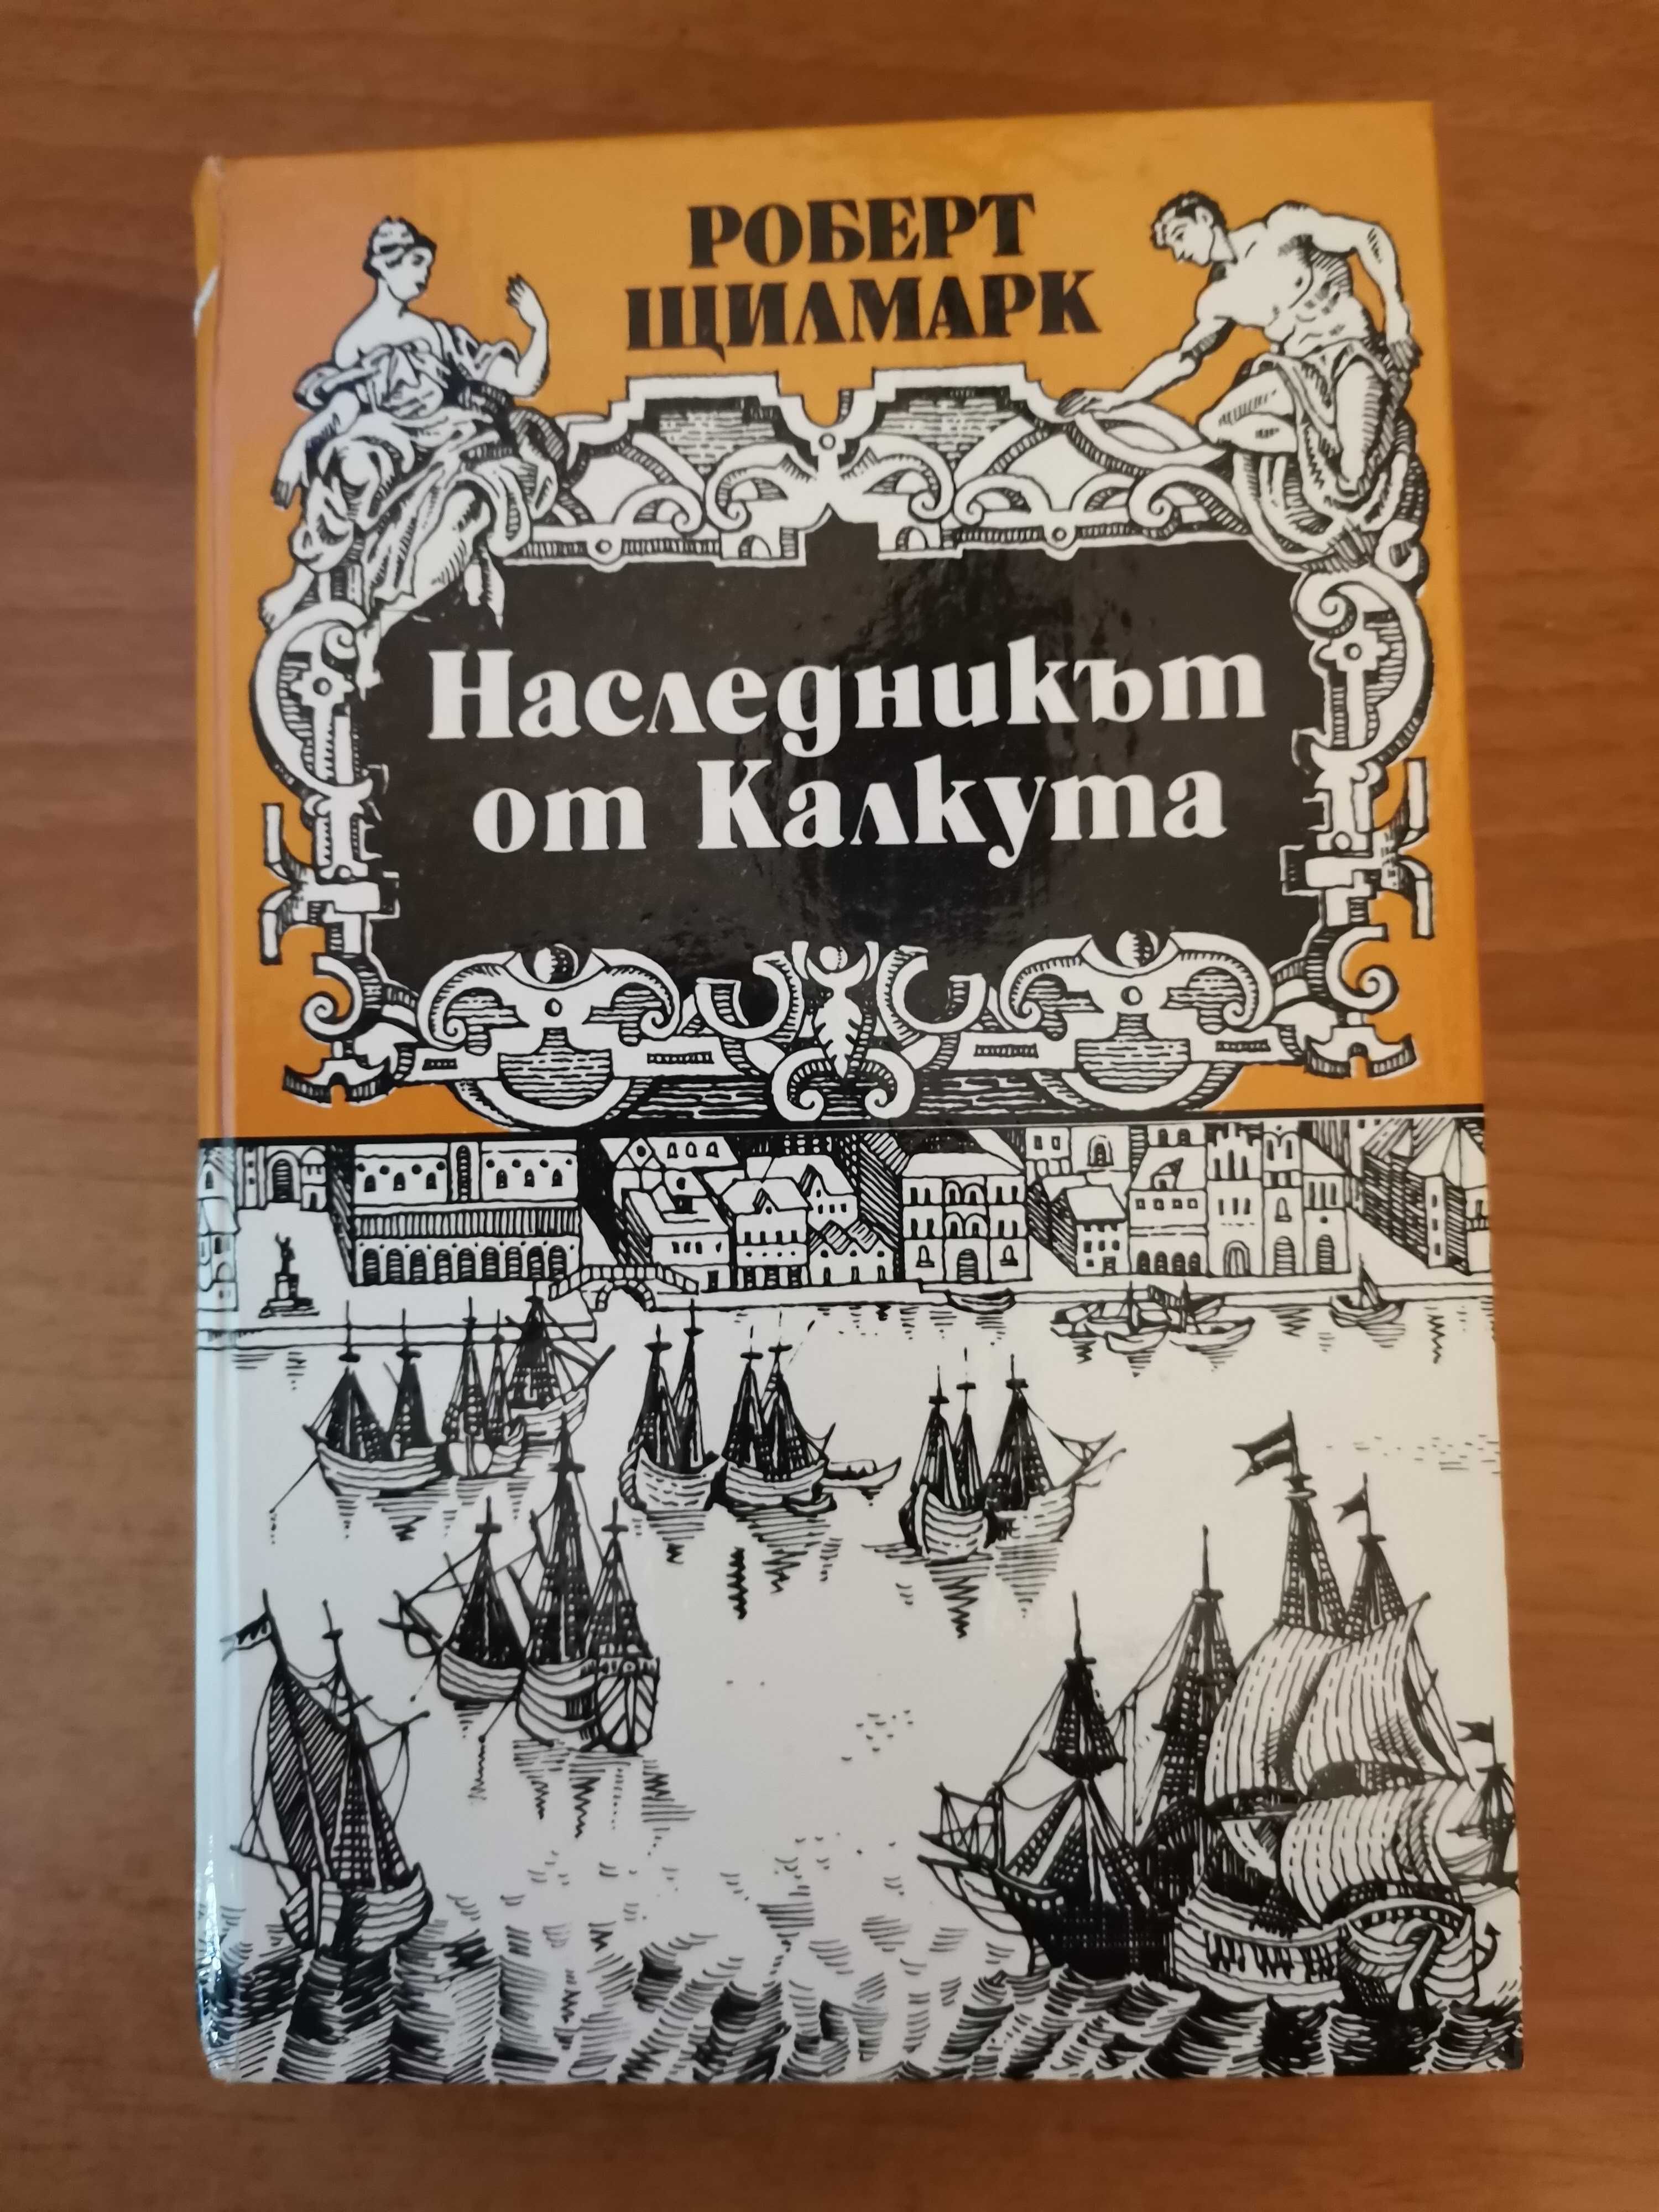 РОБЕРТ
ЩИЛМАРК
Наследникът
от Калкута